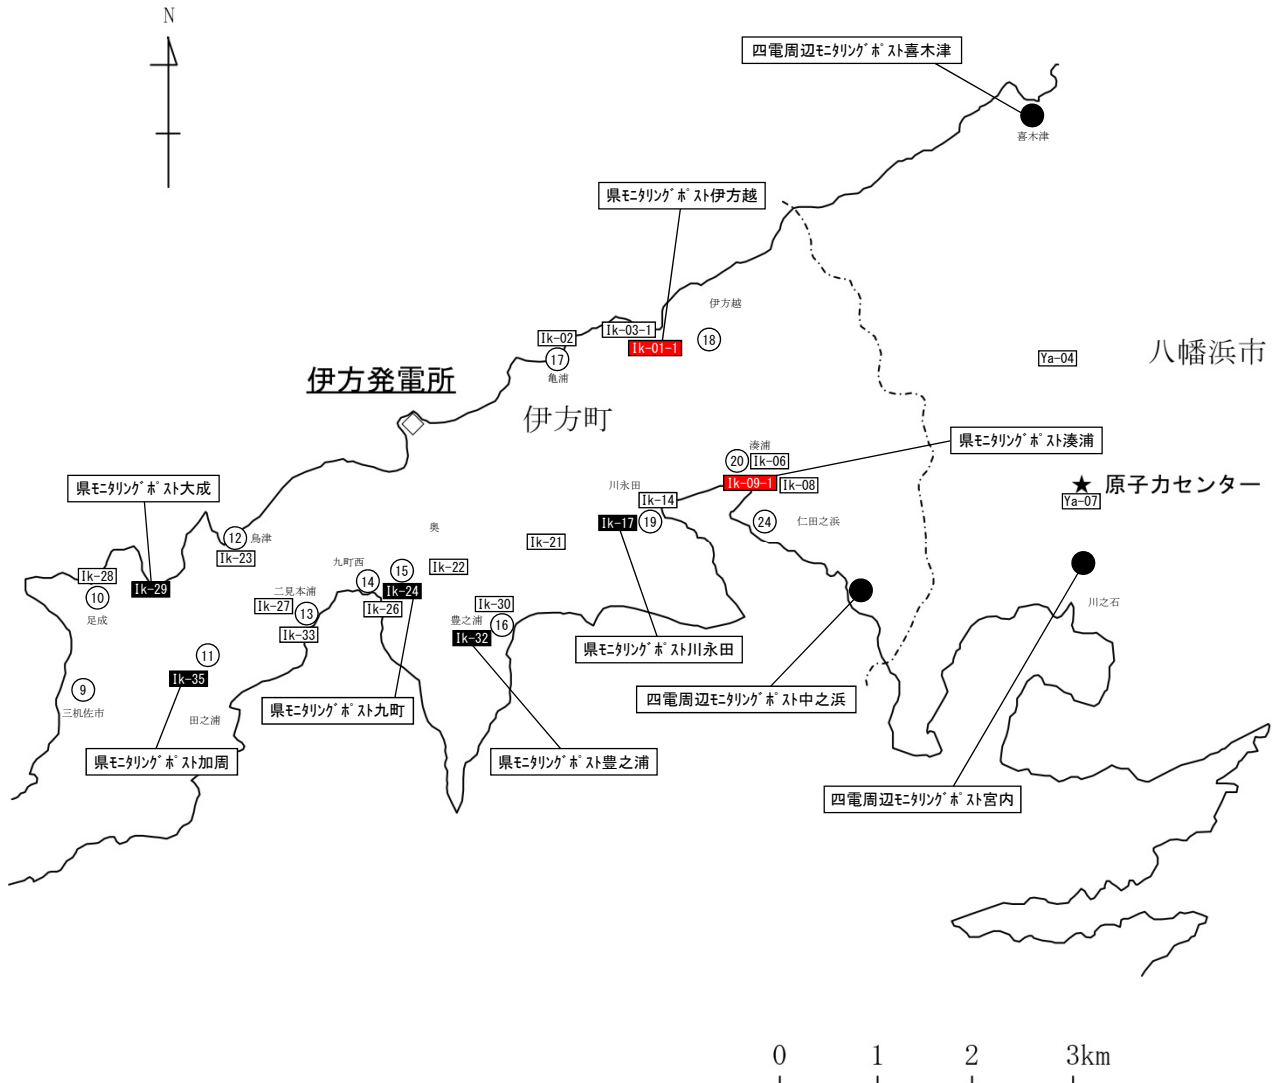 N
四電周辺ﾓﾆﾀﾘﾝｸﾞﾎﾟｽﾄ喜木津
喜木津
県ﾓﾆﾀﾘﾝｸﾞﾎﾟｽﾄ伊方越
伊方越
Ik-03-1
Ik-02
18
Ik-01-1
17
亀浦
Ya-04
八幡浜市
伊方発電所
伊方町
県ﾓﾆﾀﾘﾝｸﾞﾎﾟｽﾄ湊浦
湊浦
20
Ik-06
Ik-09-1
Ik-08
★ 原子力センター
Ya-07
県ﾓﾆﾀﾘﾝｸﾞﾎﾟｽﾄ大成
川永田
Ik-14
Ik-17
19
24
仁田之浜
奥
12
鳥津
Ik-21
Ik-23
九町西
15
Ik-22
Ik-28
14
Ik-29
Ik-24
二見本浦
10
足成
Ik-27
13
Ik-26
Ik-30
川之石
豊之浦
16
Ik-33
Ik-32
県ﾓﾆﾀﾘﾝｸﾞﾎﾟｽﾄ川永田
11
Ik-35
9
三机佐市
田之浦
県ﾓﾆﾀﾘﾝｸﾞﾎﾟｽﾄ九町
四電周辺ﾓﾆﾀﾘﾝｸﾞﾎﾟｽﾄ中之浜
県ﾓﾆﾀﾘﾝｸﾞﾎﾟｽﾄ加周
県ﾓﾆﾀﾘﾝｸﾞﾎﾟｽﾄ豊之浦
四電周辺ﾓﾆﾀﾘﾝｸﾞﾎﾟｽﾄ宮内
0 1 2 3km